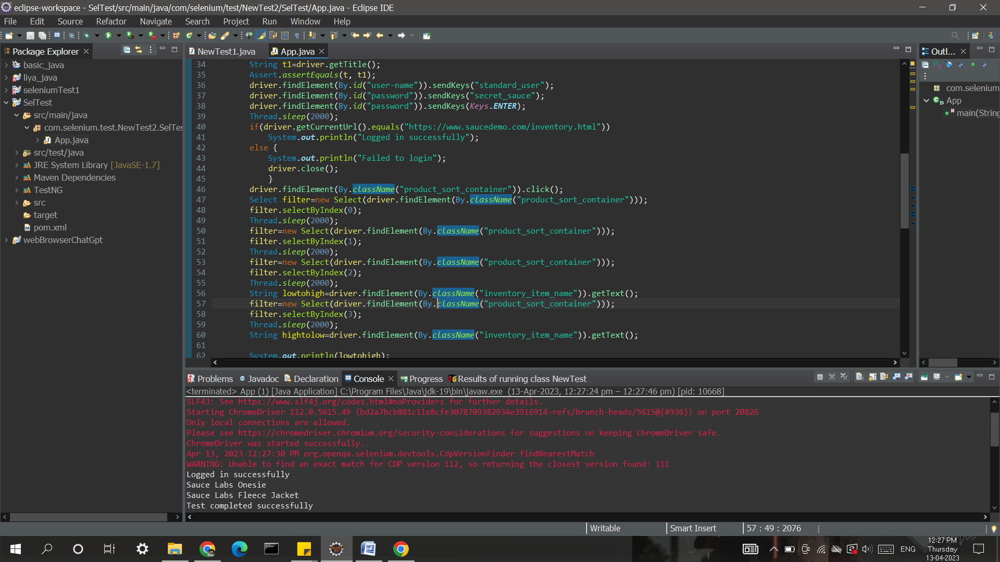 eclipse-workspace - SelTest/src/main/java/com/selenium/test/NewTest2/SelTest/App.java - Eclipse IDE
File Edit Source Refactor Navigate Search Project Run Window Help
Package Explorer
basic_java
liya_java
seleniumTest1
SelTest
src/main/java
com.selenium.test.NewTest2.SelTes
App.java
src/test/java
JRE System Library [JavaSE-1.7]
Maven Dependencies
TestNG
src
target
pom.xml
webBrowserChatGpt
NewTest1.java App.java
34 String t1=driver.getTitle();
35 Assert.assertEquals(t, t1);
36 driver.findElement(By.id("user-name")).sendKeys("standard_user");
37 driver.findElement(By.id("password")).sendKeys("secret_sauce");
38 driver.findElement(By.id("password")).sendKeys(Keys.ENTER);
39 Thread.sleep(2000);
40 if(driver.getCurrentUrl().equals("https://www.saucedemo.com/inventory.html"))
41 System.out.println("Logged in successfully");
42 else {
43 System.out.println("Failed to login");
44 driver.close();
45 }
46 driver.findElement(By.className("product_sort_container")).click();
47 Select filter=new Select(driver.findElement(By.className("product_sort_container")));
48 filter.selectByIndex(0);
49 Thread.sleep(2000);
50 filter=new Select(driver.findElement(By.className("product_sort_container")));
51 filter.selectByIndex(1);
52 Thread.sleep(2000);
53 filter=new Select(driver.findElement(By.className("product_sort_container")));
54 filter.selectByIndex(2);
55 Thread.sleep(2000);
56 String lowtohigh=driver.findElement(By.className("inventory_item_name")).getText();
57 filter=new Select(driver.findElement(By.className("product_sort_container")));
58 filter.selectByIndex(3);
59 Thread.sleep(2000);
60 String hightolow=driver.findElement(By.className("inventory_item_name")).getText();
61
62 System.out.println(lowtohigh);
Outl...
com.selenium
App
main(String
Problems Javadoc Declaration Console Progress Results of running class NewTest
<terminated> App (1) [Java Application] C:\Program Files\Java\jdk-19\bin\javaw.exe (13-Apr-2023, 12:27:24 pm – 12:27:46 pm) [pid: 10668]
SLF4J: See https://www.slf4j.org/codes.html#noProviders for further details.
Starting ChromeDriver 112.0.5615.49 (bd2a7bcb881c11e8cfe3078709382934e3916914-refs/branch-heads/5615@{#936}) on port 20826
Only local connections are allowed.
Please see https://chromedriver.chromium.org/security-considerations for suggestions on keeping ChromeDriver safe.
ChromeDriver was started successfully.
Apr 13, 2023 12:27:30 PM org.openqa.selenium.devtools.CdpVersionFinder findNearestMatch
WARNING: Unable to find an exact match for CDP version 112, so returning the closest version found: 111
Logged in successfully
Sauce Labs Onesie
Sauce Labs Fleece Jacket
Test completed successfully
Writable Smart Insert 57 : 49 : 2076
ENG
12:27 PM
Thursday
13-04-2023